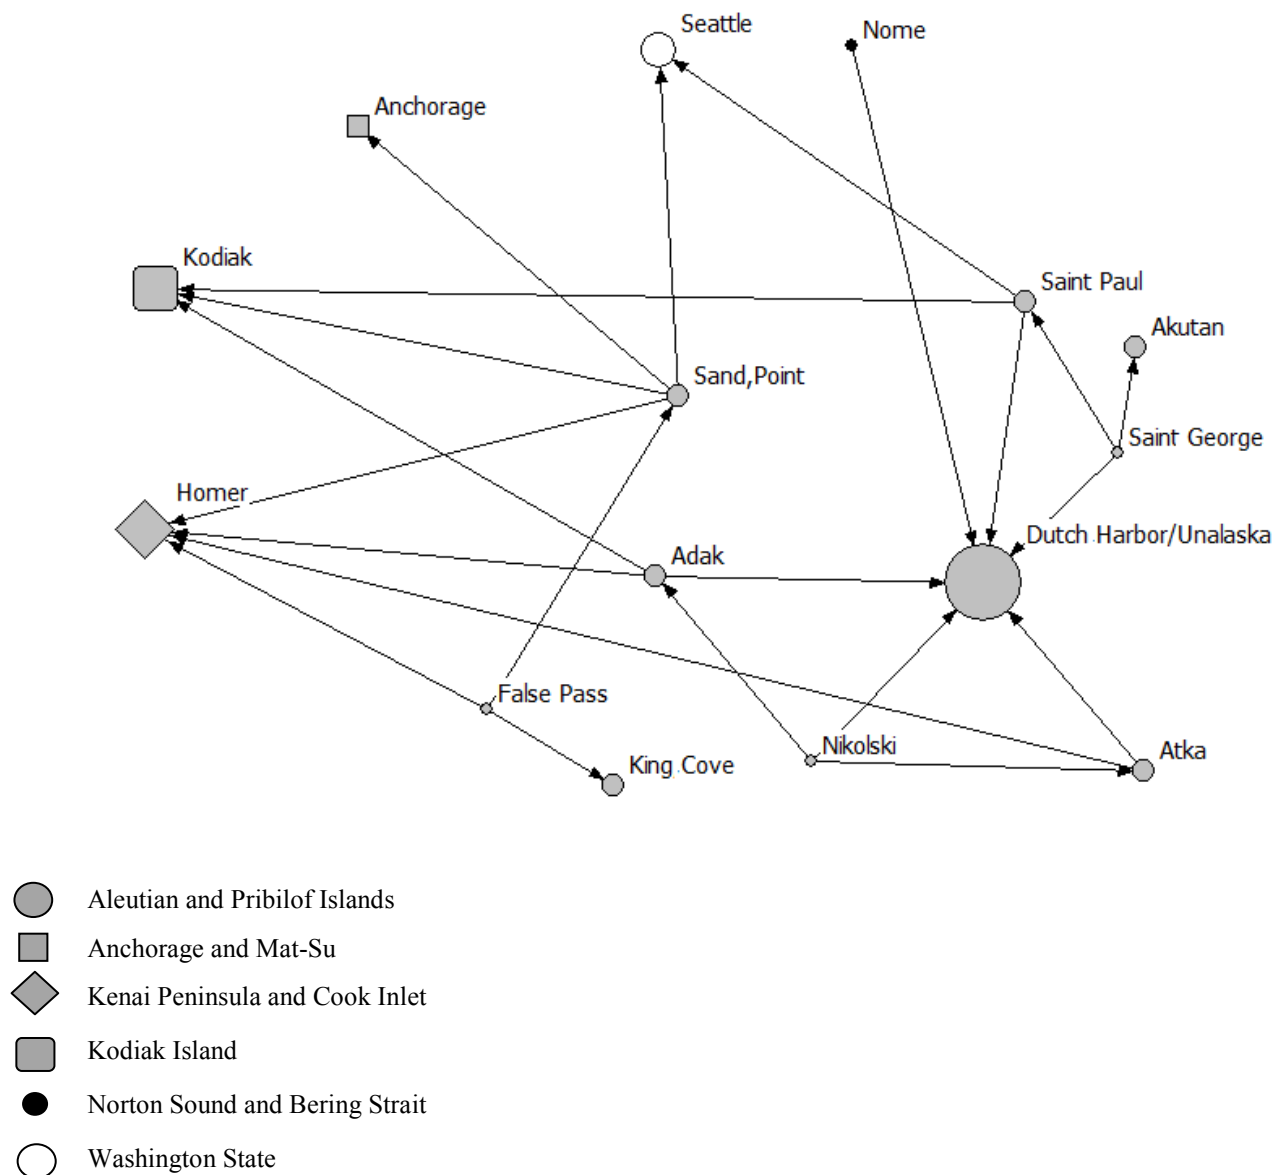 Seattle
Nome
Anchorage
Kodiak
Saint Paul
Akutan
Sand,Point
Saint George
Homer
Dutch Harbor/Unalaska
Adak
False Pass
Nikolski
Atka
King Cove
Aleutian and Pribilof Islands
Anchorage and Mat-Su
Kenai Peninsula and Cook Inlet
Kodiak Island
Norton Sound and Bering Strait
Washington State